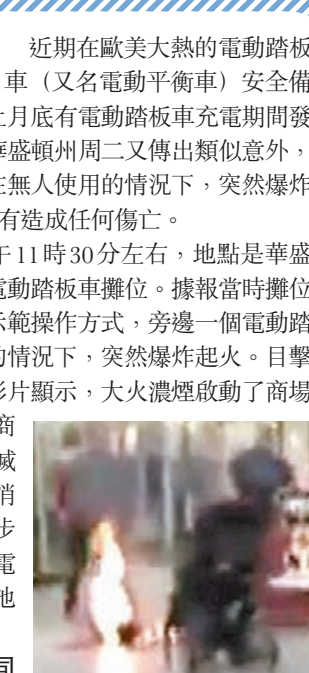 近期在歐美大熱的電動踏板
車（又名電動平衡車）安全備
上月底有電動踏板車充電期間發
華盛頓州周二又傳出類似意外，
在無人使用的情況下，突然爆炸
有造成任何傷亡。
午11時30分左右，地點是華盛
電動踏板車攤位。據報當時攤位
示範操作方式，旁邊一個電動踏
的情況下，突然爆炸起火。目擊
影片顯示，大火濃煙啟動了商場
商
滅
消
步
電
池
司